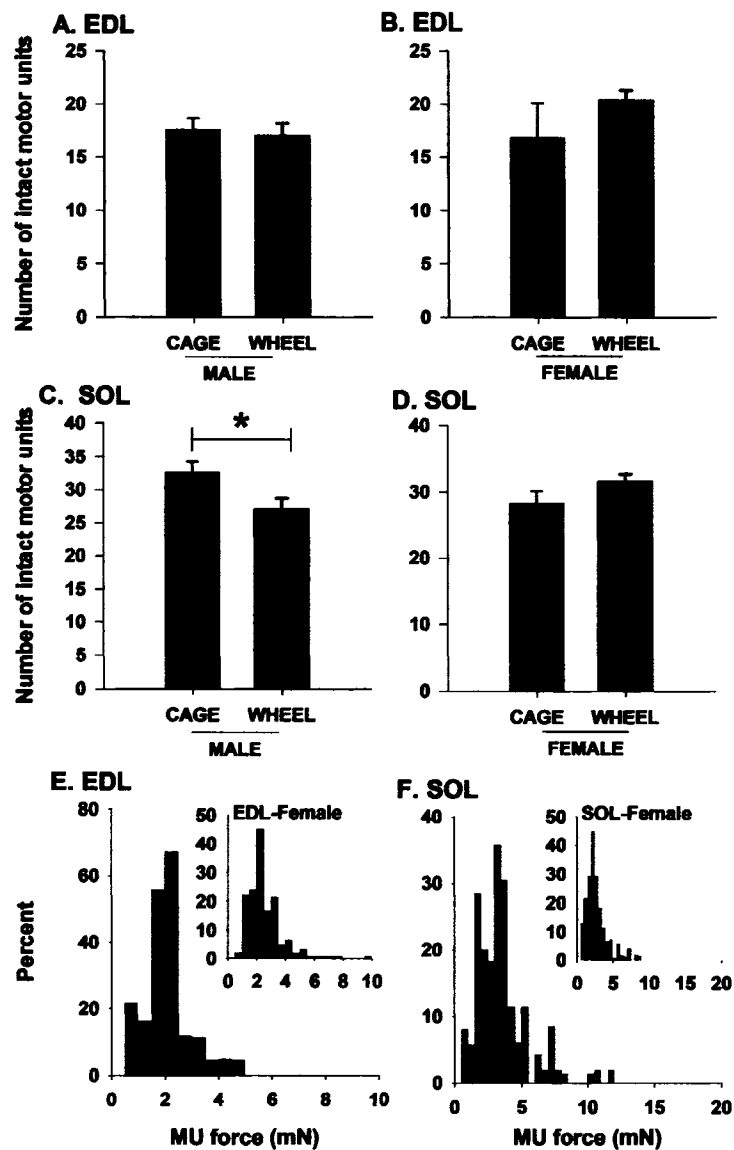 A. EDL
B. EDL
Number of intact motor units
25
20
15
10
5
0
CAGE WHEEL
MALE
25
20
15
10
5
0
CAGE WHEEL
FEMALE
C. SOL
D. SOL
Number of intact motor units
40
35
30
25
20
15
10
5
0
*
CAGE WHEEL
MALE
40
30
20
10
0
CAGE WHEEL
FEMALE
E. EDL
F. SOL
Percent
80
60
40
20
0
0 2 4 6 8 10
MU force (mN)
EDL-Female
50
40
30
20
10
0
0 2 4 6 8 10
40
30
20
10
0
0 5 10 15 20
MU force (mN)
SOL-Female
50
40
30
20
10
0
0 5 10 15 20